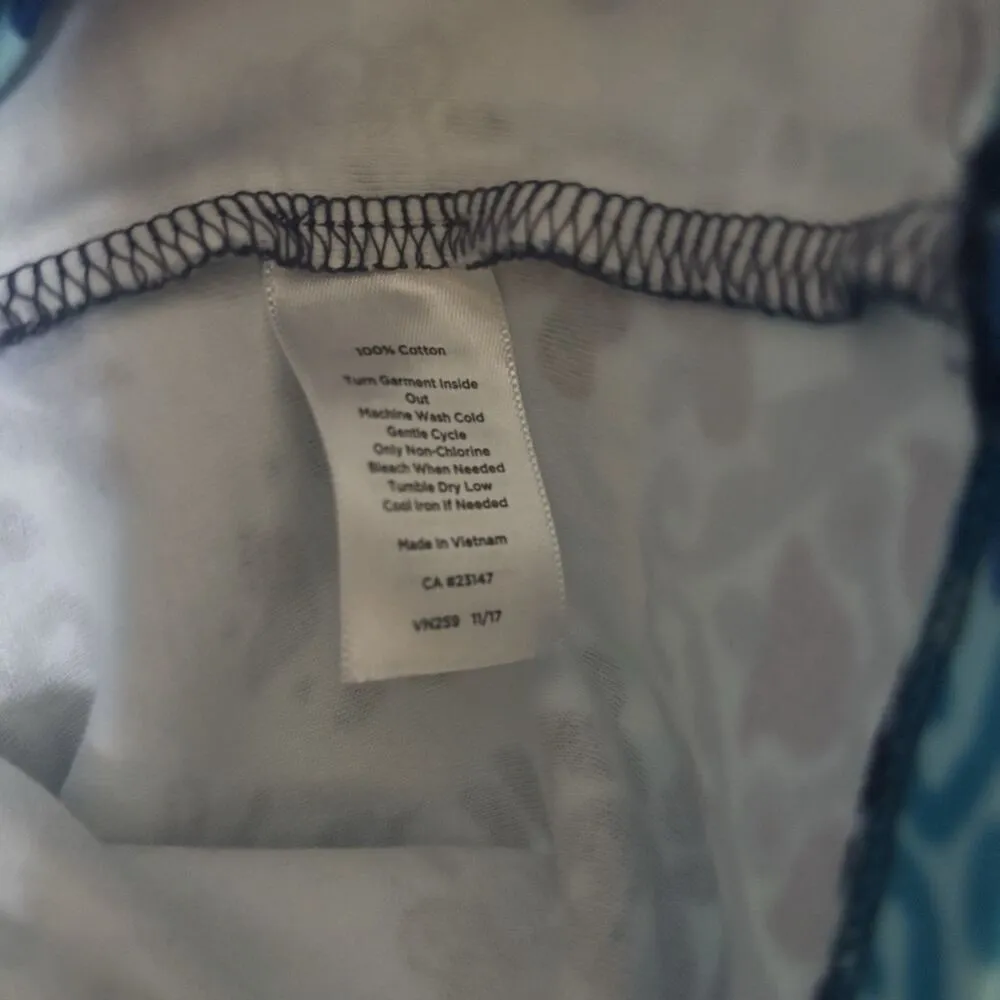 100% Cotton
Turn Garment Inside
Out
Machine Wash Cold
Gentle Cycle
Only Non-Chlorine
Bleach When Needed
Tumble Dry Low
Cool Iron If Needed
Made In Vietnam
CA #23147
VN259 11/17